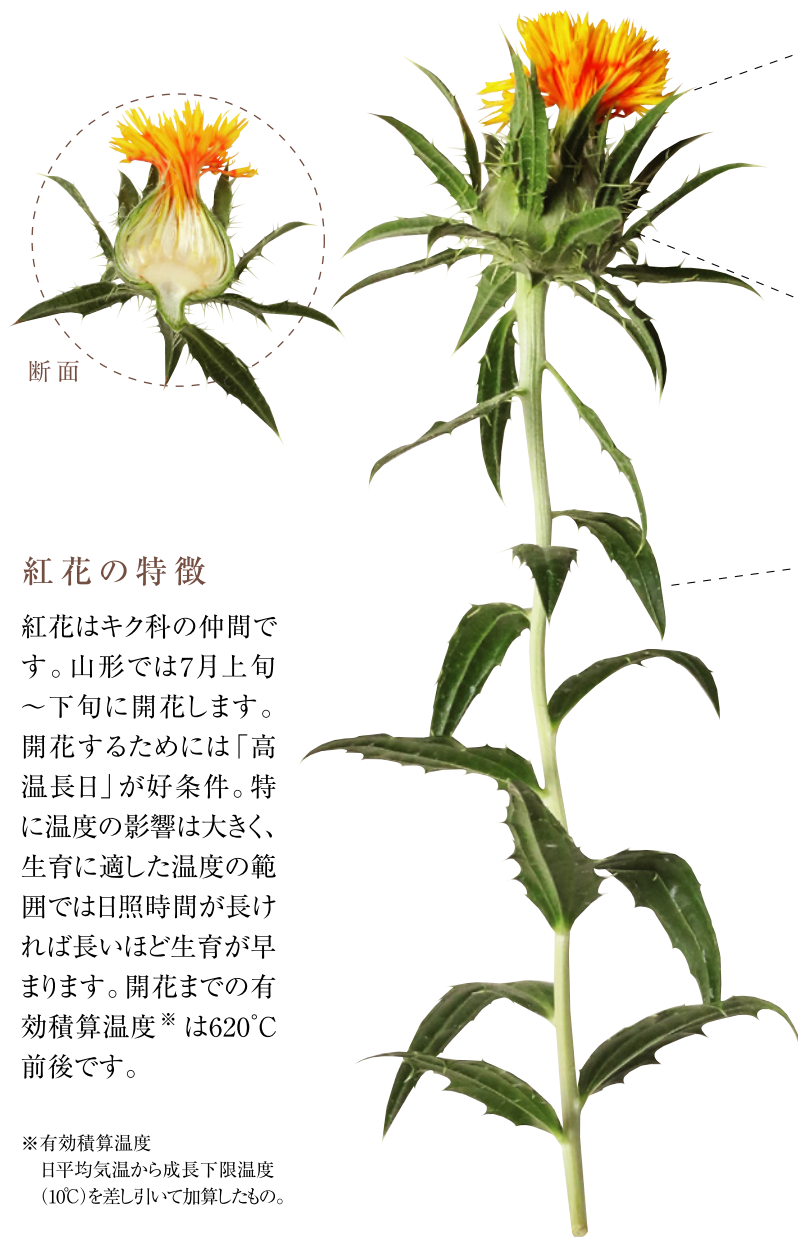 断面
紅花の特徴
紅花はキク科の仲間で
す。山形では7月上旬
～下旬に開花します。
開花するためには「高
温長日」が好条件。特
に温度の影響は大きく、
生育に適した温度の範
囲では日照時間が長け
れば長いほど生育が早
まります。開花までの有
効積算温度※は620℃
前後です。
※有効積算温度
日平均気温から成長下限温度
（10℃）を差し引いて加算したもの。